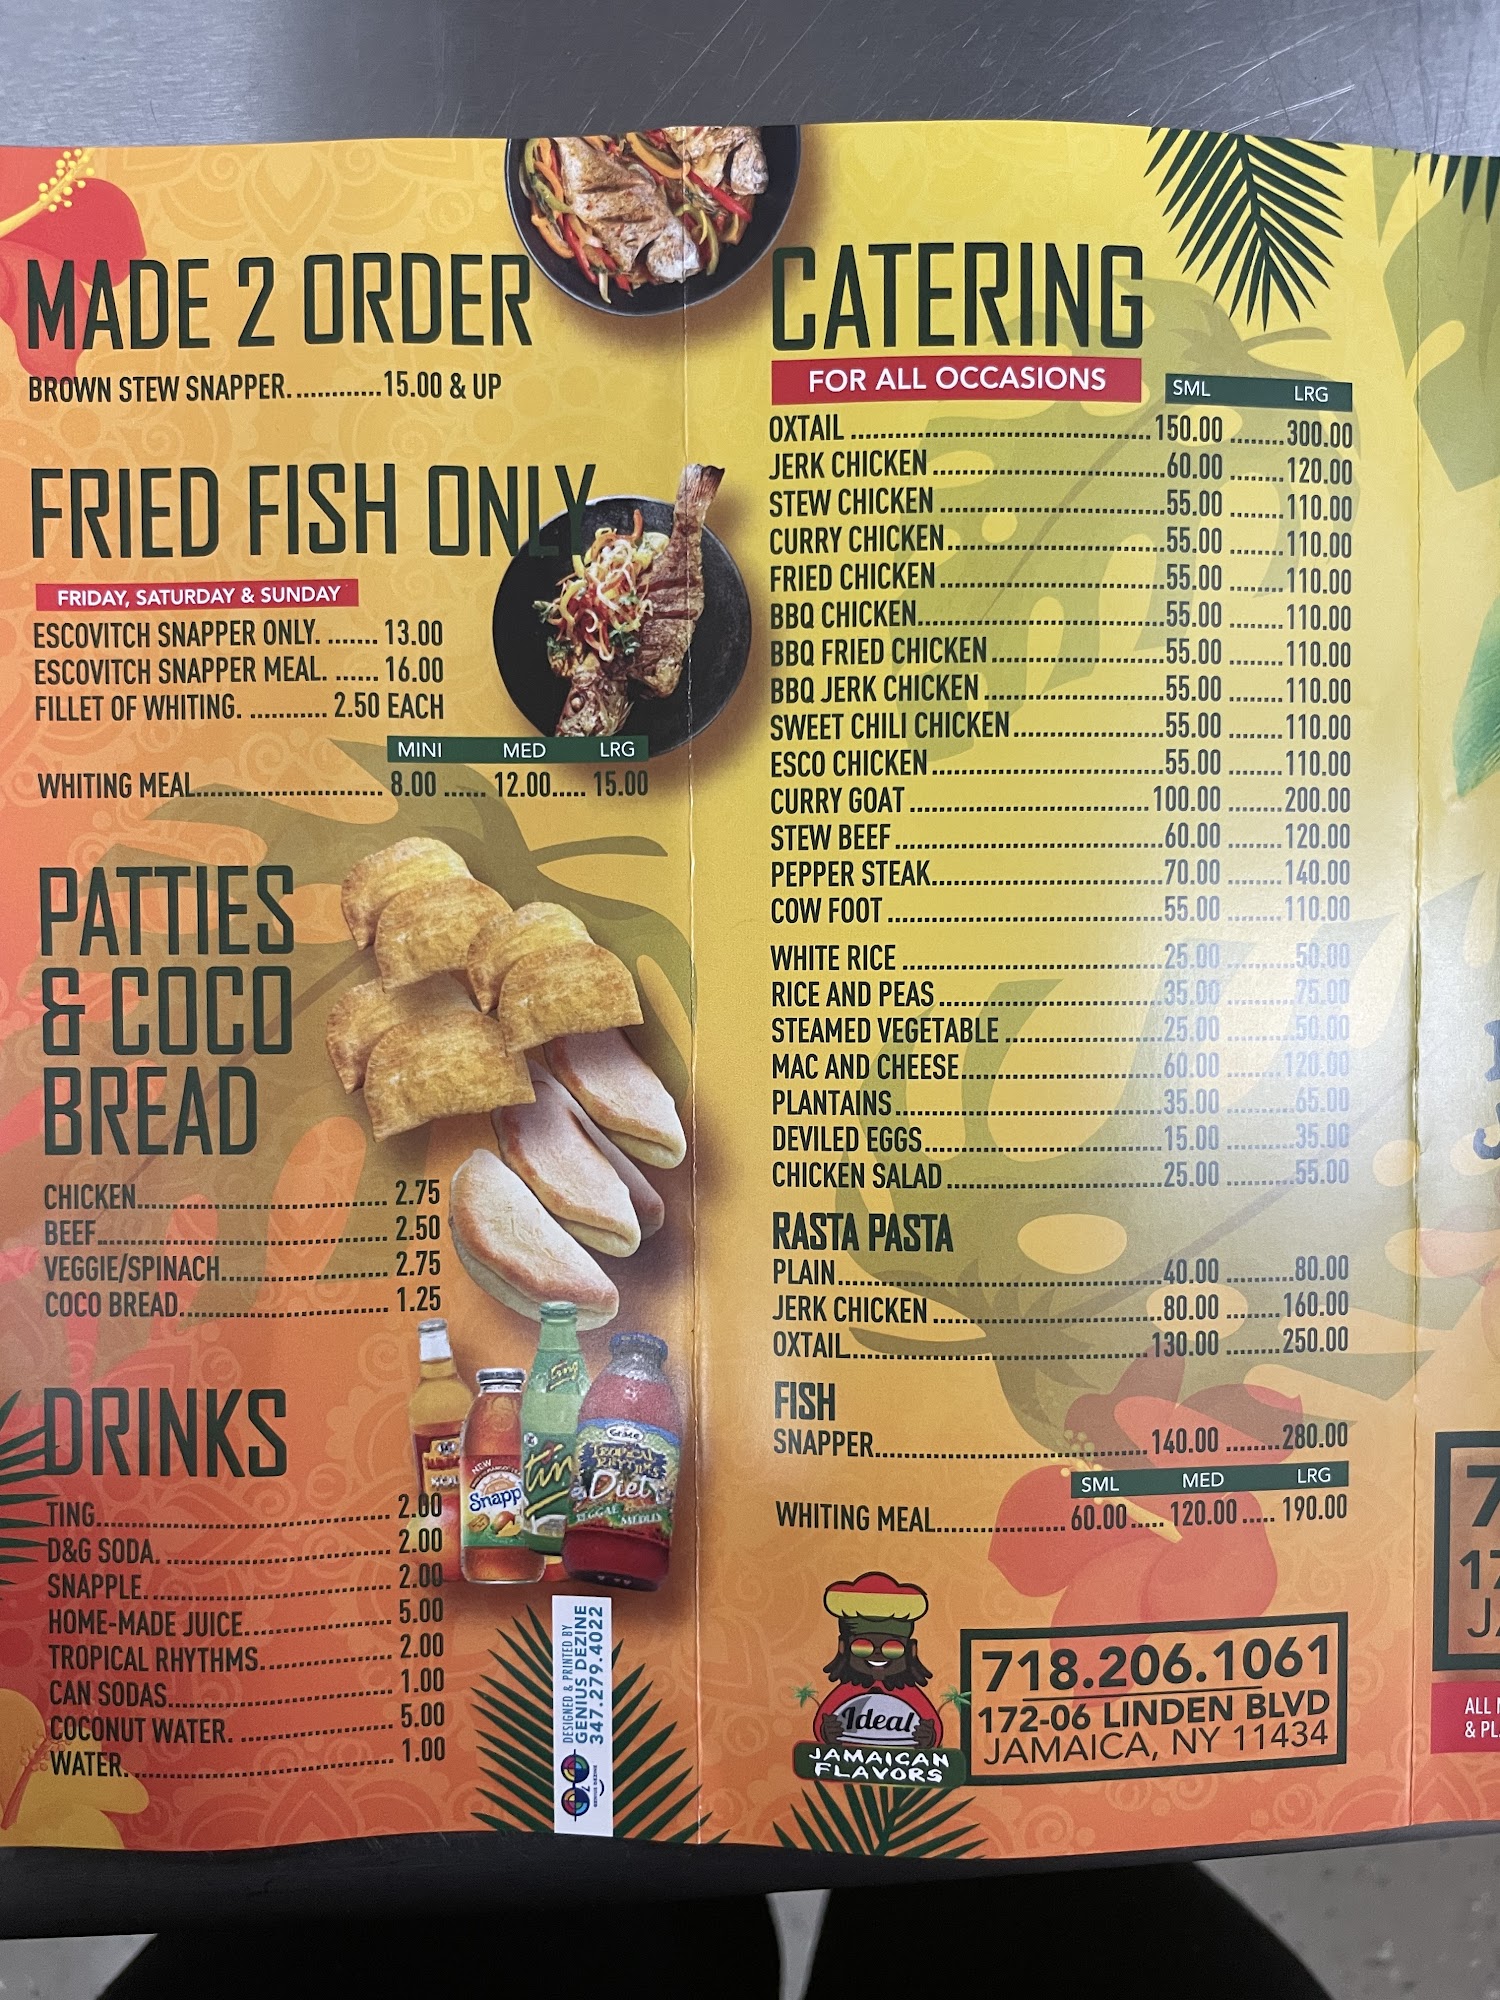 MADE 2 ORDER
BROWN STEW SNAPPER.............15.00 & UP
FRIED FISH ONLY
FRIDAY, SATURDAY & SUNDAY
ESCOVITCH SNAPPER ONLY. ....... 13.00
ESCOVITCH SNAPPER MEAL. ...... 16.00
FILLET OF WHITING. ........... 2.50 EACH
MINI MED LRG
WHITING MEAL............................ 8.00 ...... 12.00..... 15.00
PATTIES
& COCO
BREAD
CHICKEN.................................... 2.75
BEEF.......................................... 2.50
VEGGIE/SPINACH........................ 2.75
COCO BREAD.............................. 1.25
DRINKS
TING.......................................... 2.00
D&G SODA. ................................ 2.00
SNAPPLE................................... 2.00
HOME-MADE JUICE..................... 5.00
TROPICAL RHYTHMS................... 2.00
CAN SODAS................................ 1.00
COCONUT WATER. ...................... 5.00
WATER....................................... 1.00
NEW
Snapp
Ting
Tin
Grace
Diet
REGGAE MEDLEY
DESIGNED & PRINTED BY
GENIUS DEZINE
347.279.4022
GENIUS DEZINE
CATERING
FOR ALL OCCASIONS
SML LRG
OXTAIL ......................................150.00 .......300.00
JERK CHICKEN .............................60.00 ........120.00
STEW CHICKEN ............................55.00 ........110.00
CURRY CHICKEN...........................55.00 ........110.00
FRIED CHICKEN ............................55.00 ........110.00
BBQ CHICKEN...............................55.00 ........110.00
BBQ FRIED CHICKEN ......................55.00 ........110.00
BBQ JERK CHICKEN .......................55.00 ........110.00
SWEET CHILI CHICKEN...................55.00 ........110.00
ESCO CHICKEN .............................55.00 ........110.00
CURRY GOAT ..............................100.00 ........200.00
STEW BEEF ..................................60.00 ........120.00
PEPPER STEAK.............................70.00 ........140.00
COW FOOT ...................................55.00 ........110.00
WHITE RICE .................................25.00 ..........50.00
RICE AND PEAS ............................35.00 ..........75.00
STEAMED VEGETABLE ....................25.00 ..........50.00
MAC AND CHEESE.........................60.00 ........120.00
PLANTAINS ..................................35.00 ..........65.00
DEVILED EGGS..............................15.00 ..........35.00
CHICKEN SALAD ...........................25.00 ..........55.00
RASTA PASTA
PLAIN..........................................40.00 ..........80.00
JERK CHICKEN .............................80.00 ........160.00
OXTAIL.......................................130.00 ........250.00
FISH
SNAPPER...................................140.00 ........280.00
SML MED LRG
WHITING MEAL................. 60.00 ..... 120.00 ..... 190.00
Ideal
JAMAICAN
FLAVORS
718.206.1061
172-06 LINDEN BLVD
JAMAICA, NY 11434
7
17
ALL
& PL